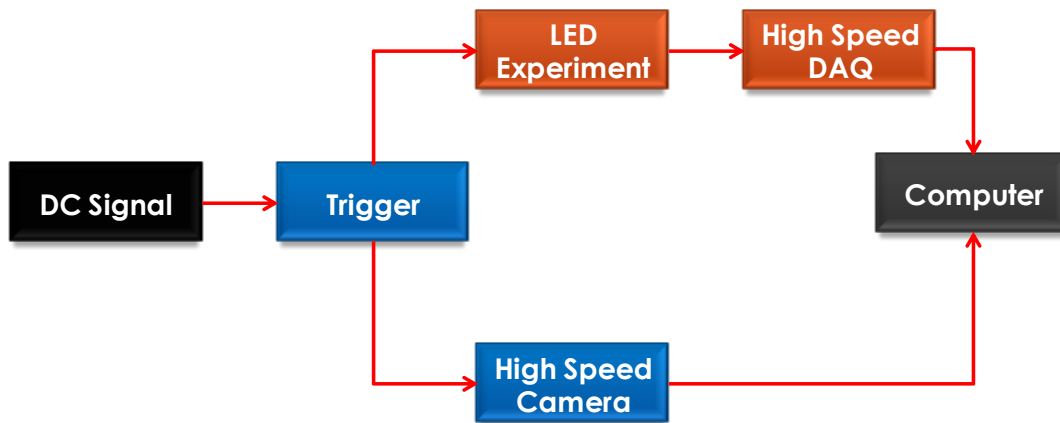 LED
Experiment
High Speed
DAQ
DC Signal
Trigger
Computer
High Speed
Camera